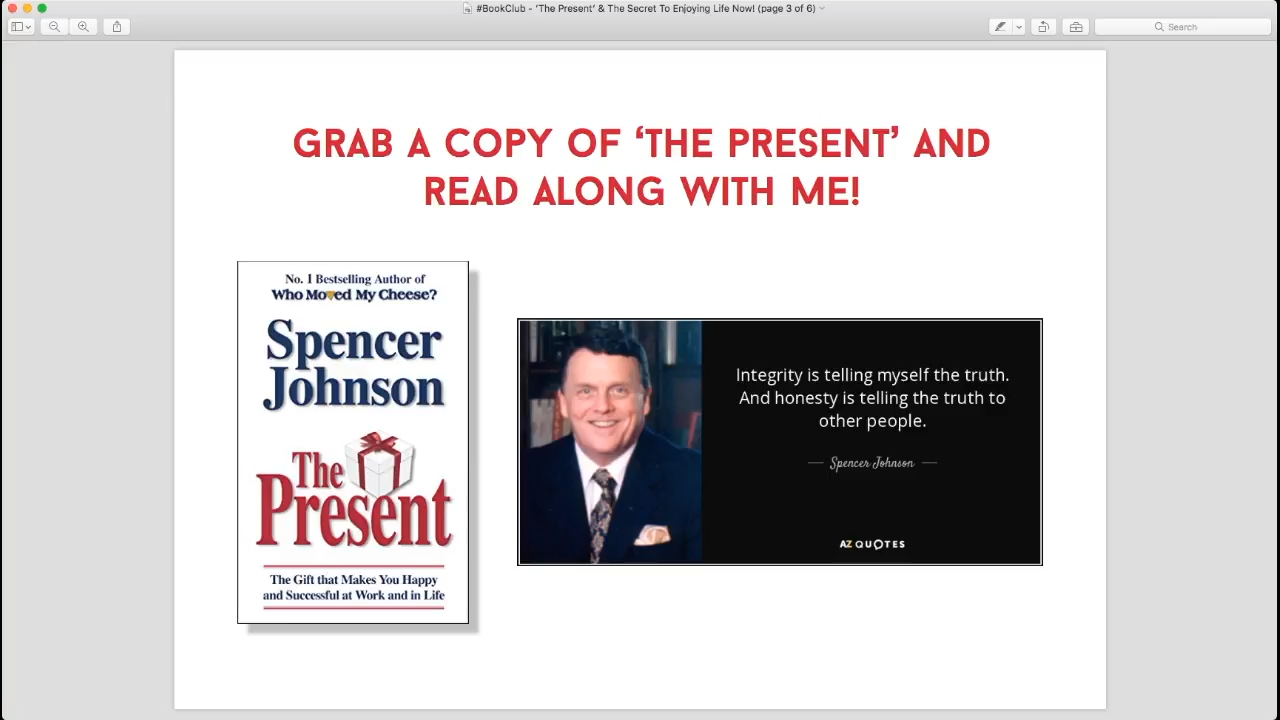 #BookClub - 'The Present' & The Secret To Enjoying Life Now! (page 3 of 6)
Search
GRAB A COPY OF ‘THE PRESENT’ AND
READ ALONG WITH ME!
No. 1 Bestselling Author of
Who Moved My Cheese?
Spencer
Johnson
The
Present
The Gift that Makes You Happy
and Successful at Work and in Life
Integrity is telling myself the truth.
And honesty is telling the truth to
other people.
Spencer Johnson
AZ QUOTES